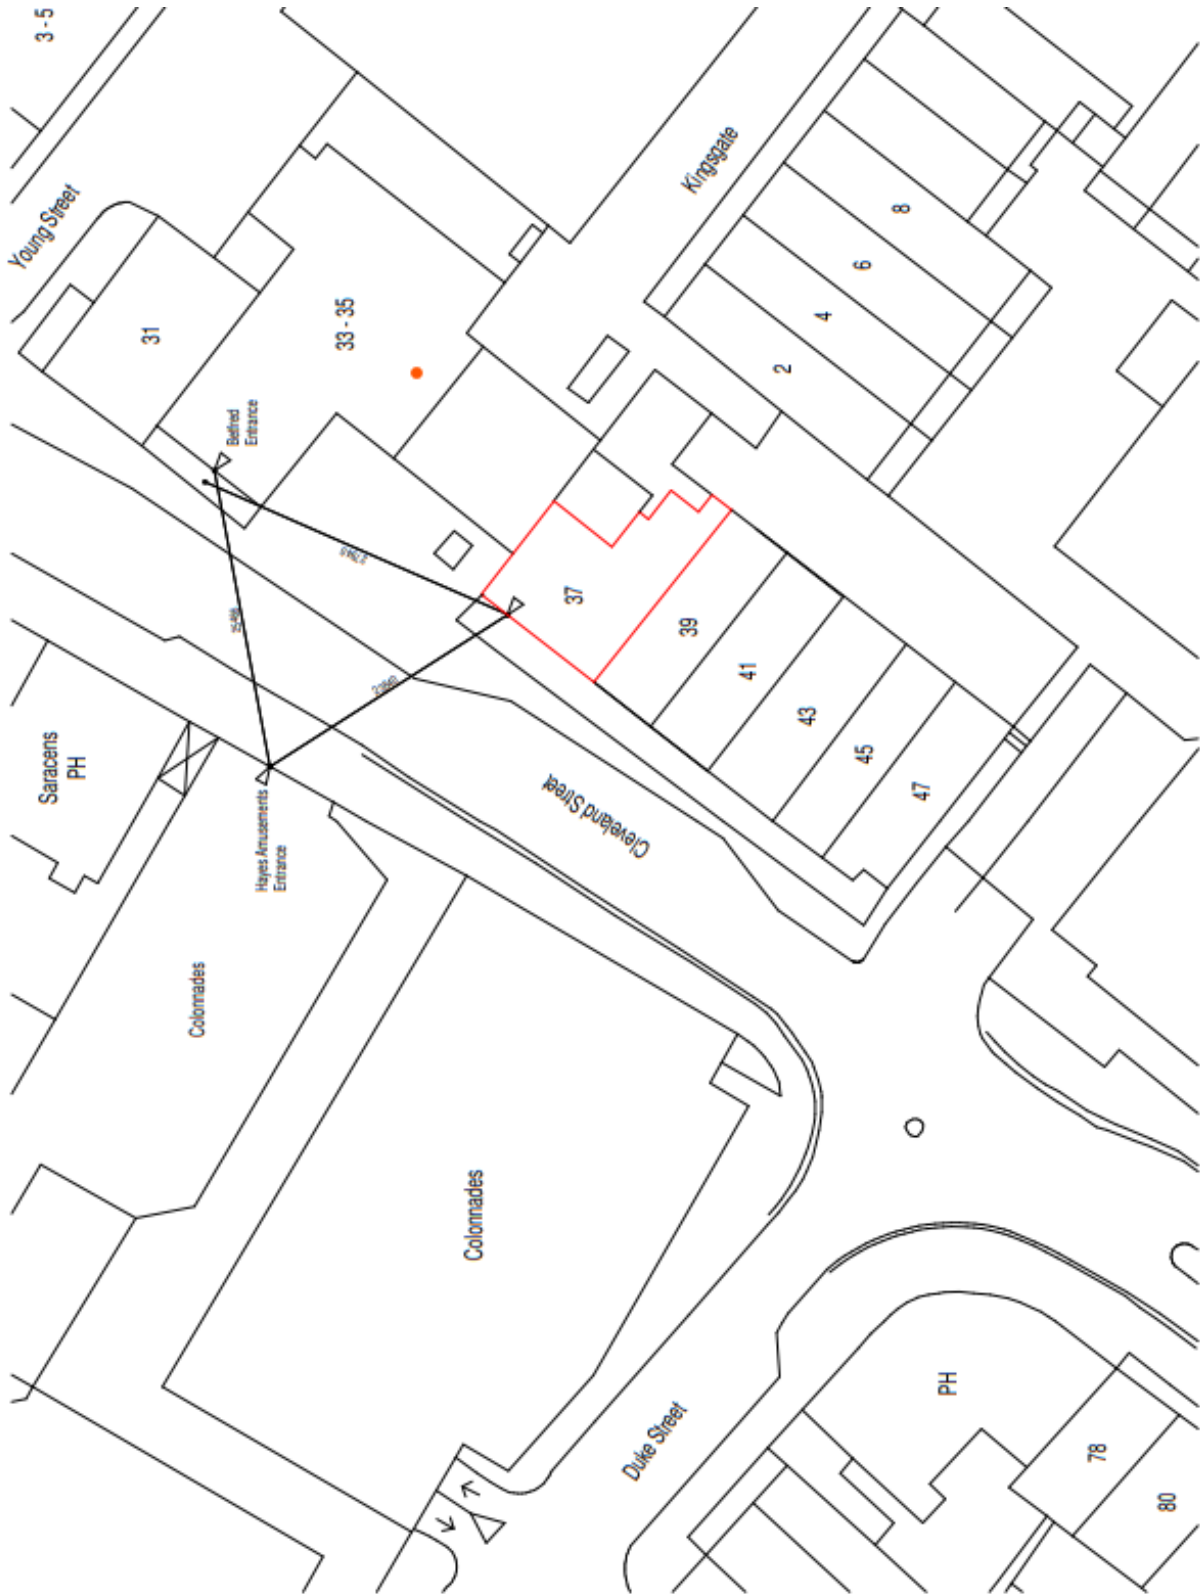 3 - 5
Young Street
31
33 - 35
Kingsgate
8
6
4
2
Betfred
Entrance
37
39
41
43
45
47
Saracens
PH
Hayes Amusements
Entrance
Cleveland Street
Colonnades
Colonnades
Duke Street
PH
78
80